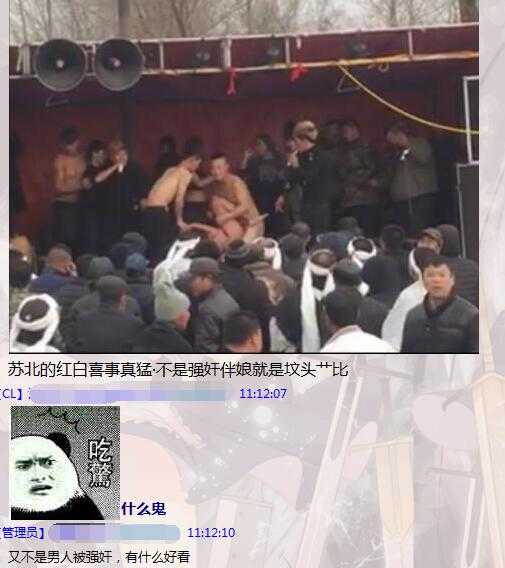 苏北的红白喜事真猛·不是强奸伴娘就是坟头艹比
【CL】
11:12:07
吃驚
什么鬼
【管理员】
11:12:10
又不是男人被强奸，有什么好看